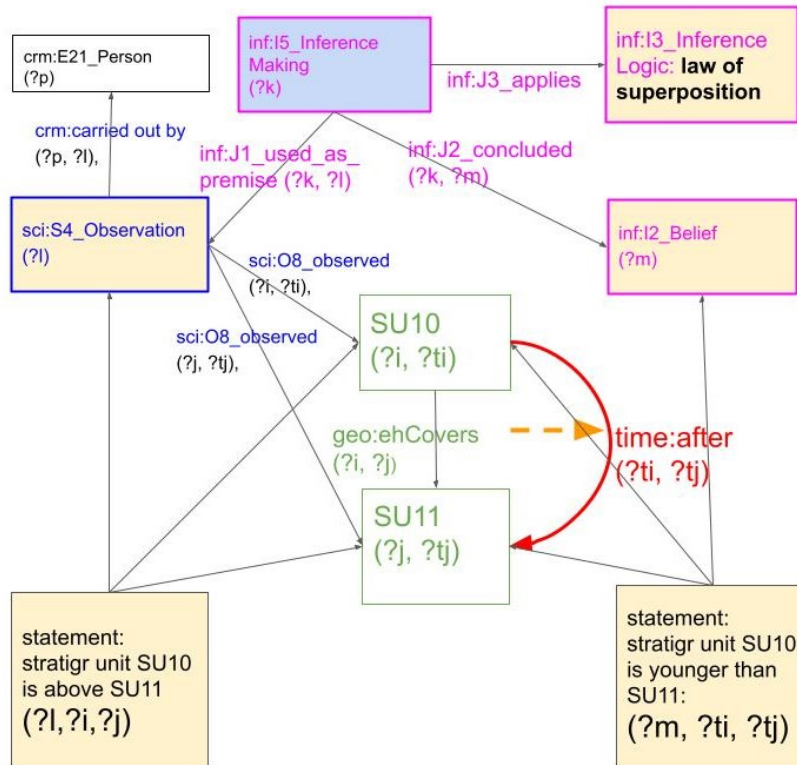 crm:E21_Person
(?p)
inf:I5_Inference
Making
(?k)
inf:J3_applies
inf:I3_Inference
Logic: law of
superposition
crm:carried out by
(?p, ?l),
inf:J1_used_as_
premise (?k, ?l)
inf:J2_concluded
(?k, ?m)
sci:S4_Observation
(?l)
inf:I2_Belief
(?m)
sci:O8_observed
(?i, ?ti),
sci:O8_observed
(?j, ?tj),
SU10
(?i, ?ti)
geo:ehCovers
(?i, ?j)
time:after
(?ti, ?tj)
SU11
(?j, ?tj)
statement:
stratigr unit SU10
is above SU11
(?l,?i,?j)
statement:
stratigr unit SU10
is younger than
SU11:
(?m, ?ti, ?tj)